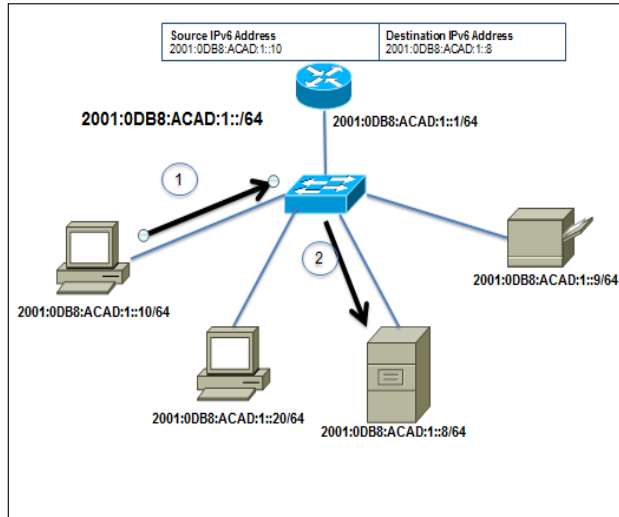 Source IPv6 Address
2001:0DB8:ACAD:1::10
Destination IPv6 Address
2001:0DB8:ACAD:1::8
2001:0DB8:ACAD:1::/64
2001:0DB8:ACAD:1::1/64
1
2
2001:0DB8:ACAD:1::9/64
2001:0DB8:ACAD:1::10/64
2001:0DB8:ACAD:1::20/64
2001:0DB8:ACAD:1::8/64